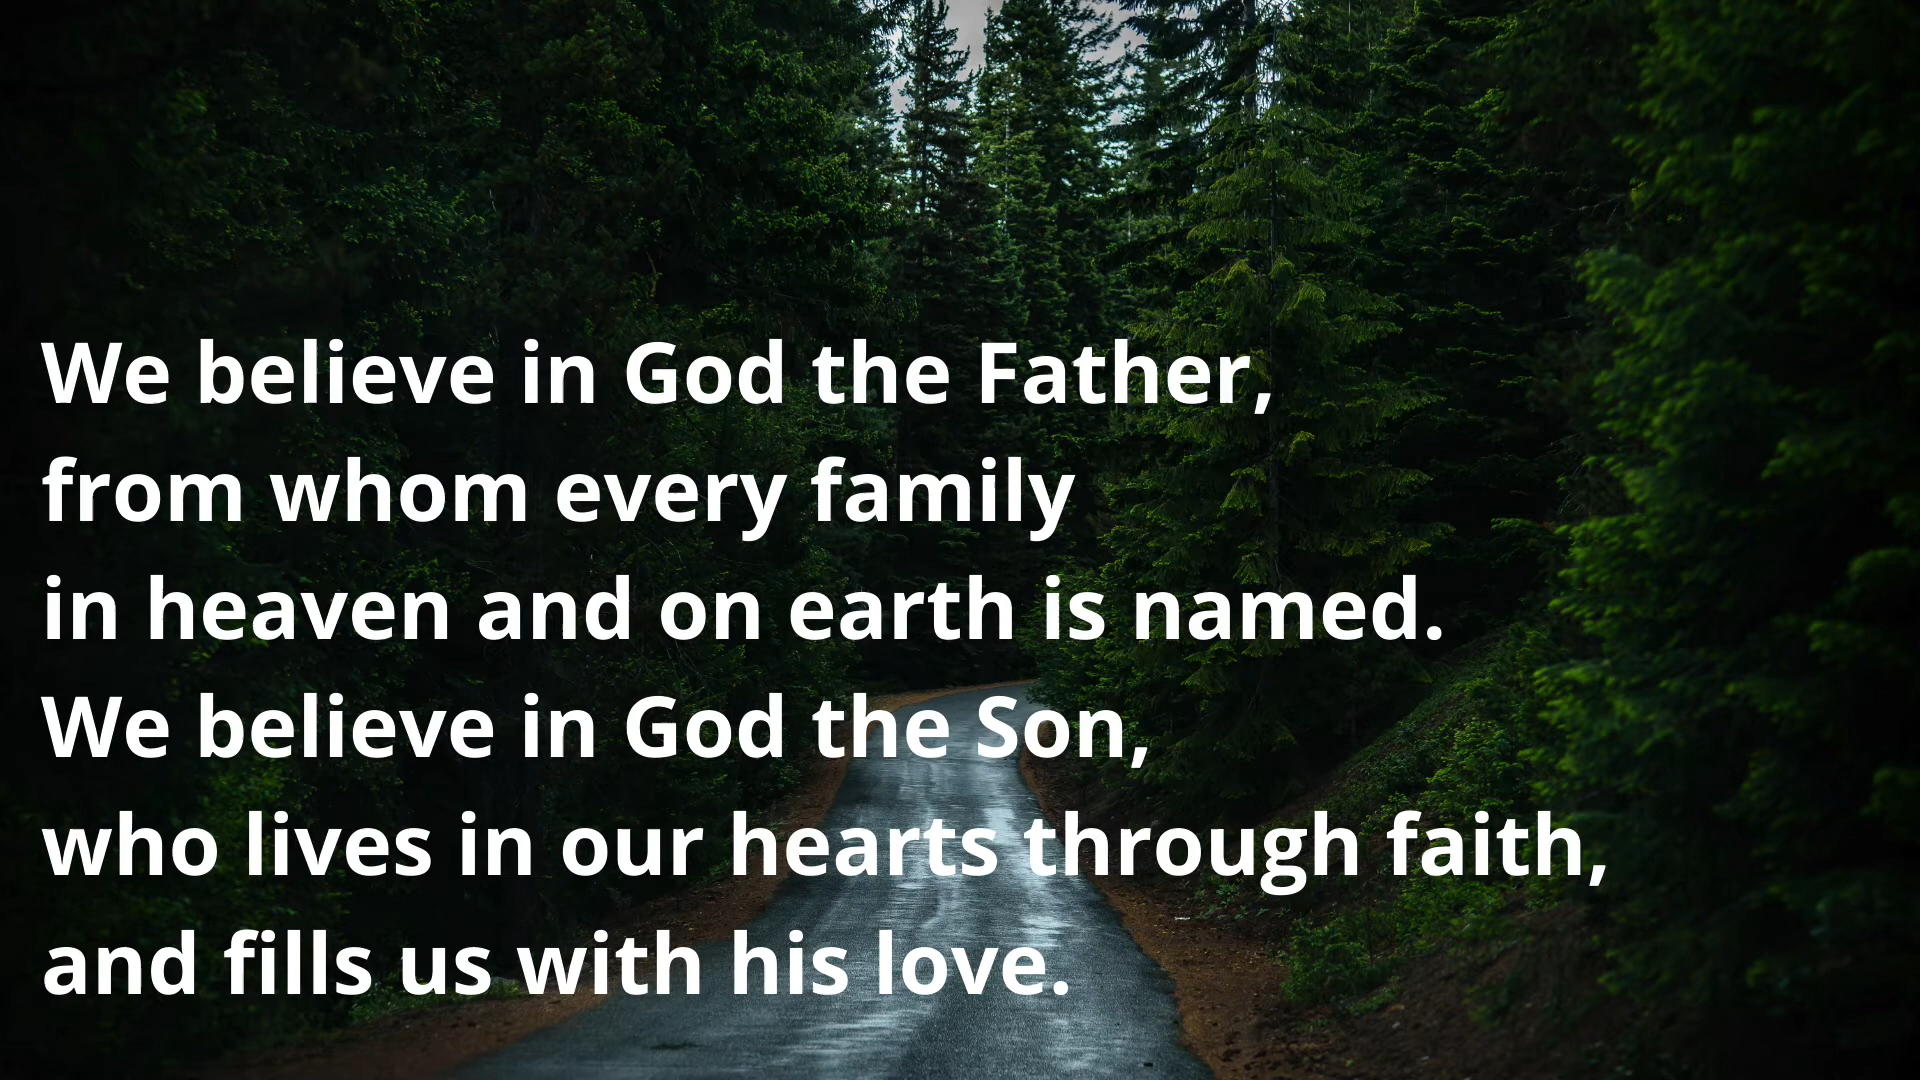 We believe in God the Father,
from whom every family
in heaven and on earth is named.
We believe in God the Son,
who lives in our hearts through faith,
and fills us with his love.